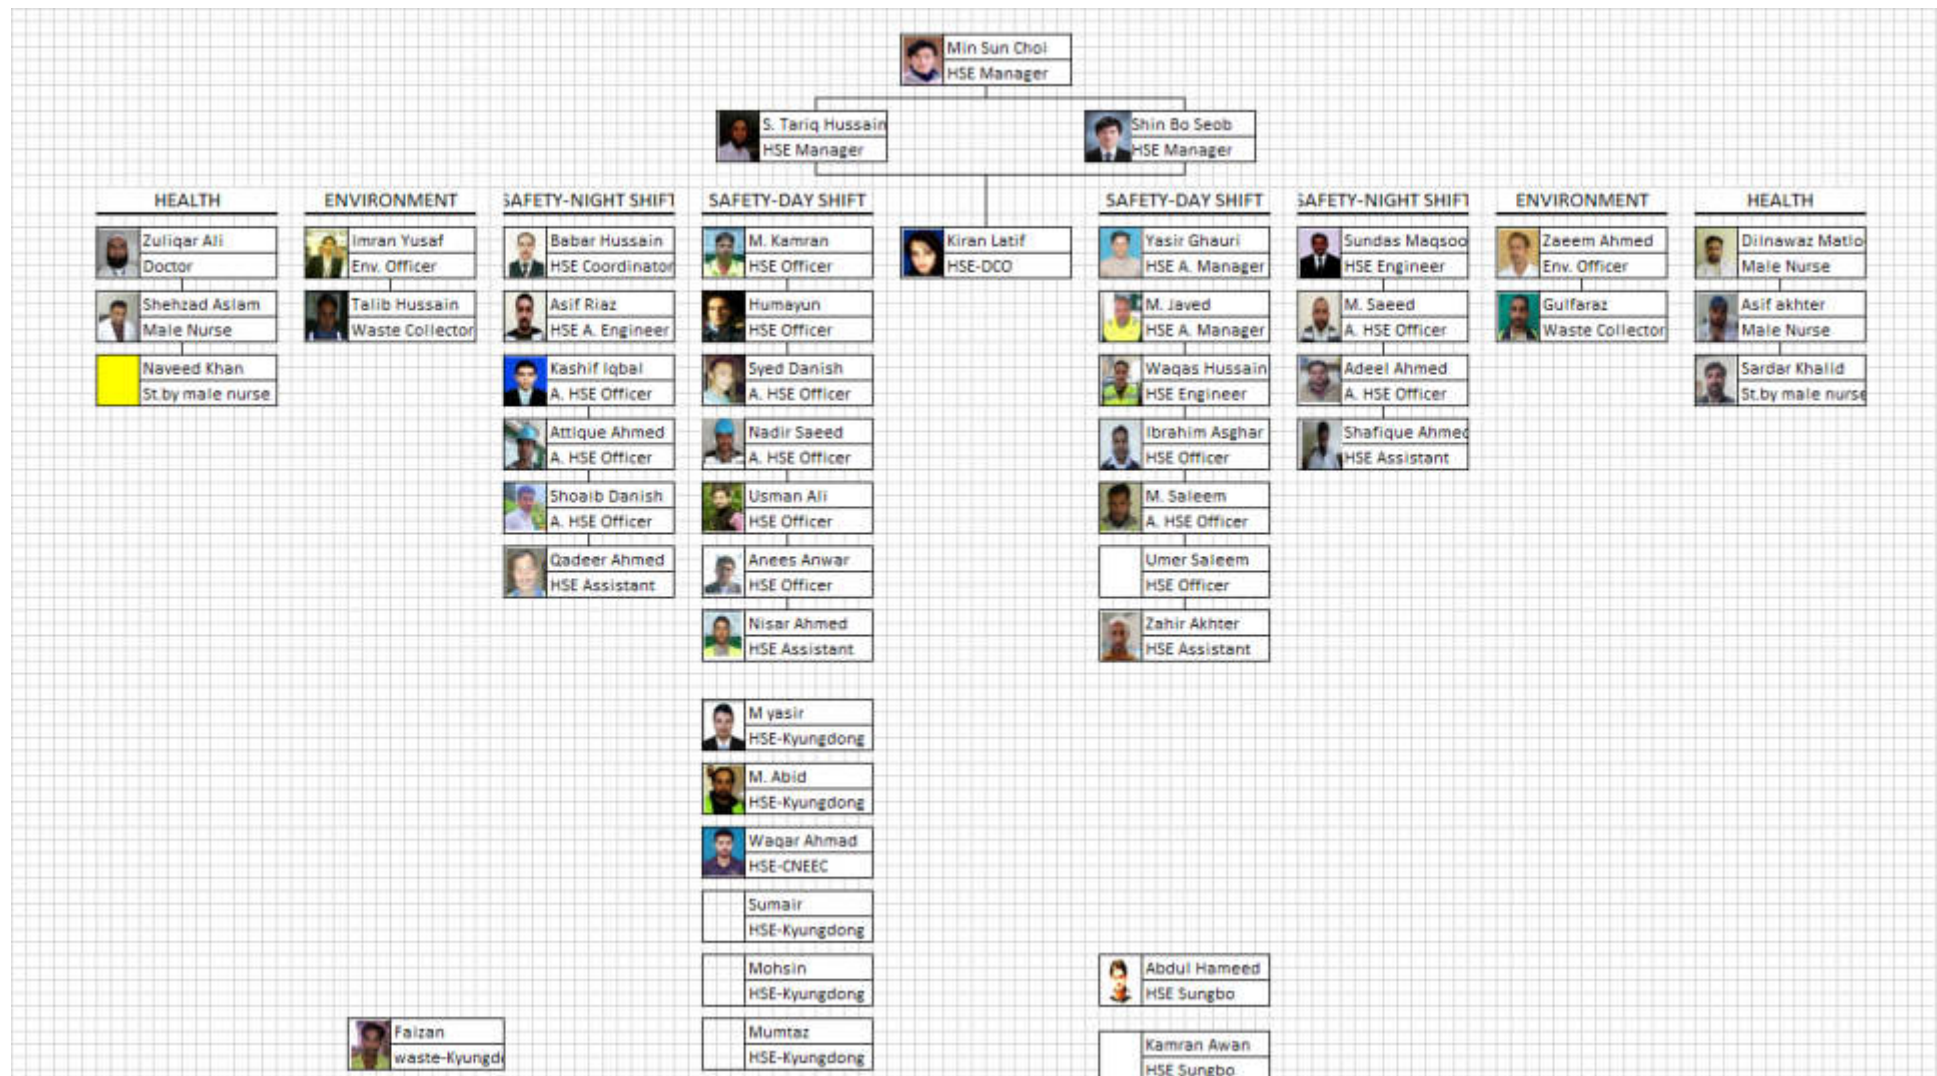 Min Sun Choi
HSE Manager
S. Tariq Hussain
HSE Manager
Shin Bo Seob
HSE Manager
HEALTH
ENVIRONMENT
SAFETY-NIGHT SHIFT
SAFETY-DAY SHIFT
SAFETY-DAY SHIFT
SAFETY-NIGHT SHIFT
ENVIRONMENT
HEALTH
Zuliqar Ali
Doctor
Imran Yusaf
Env. Officer
Babar Hussain
HSE Coordinator
M. Kamran
HSE Officer
Kiran Latif
HSE-DCO
Yasir Ghauri
HSE A. Manager
Sundas Maqsoo
HSE Engineer
Zaeem Ahmed
Env. Officer
Dilnawaz Matlo
Male Nurse
Shehzad Aslam
Male Nurse
Talib Hussain
Waste Collector
Asif Riaz
HSE A. Engineer
Humayun
HSE Officer
M. Javed
HSE A. Manager
M. Saeed
A. HSE Officer
Gulfaraz
Waste Collector
Asif akhter
Male Nurse
Naveed Khan
St.by male nurse
Kashif Iqbal
A. HSE Officer
Syed Danish
A. HSE Officer
Waqas Hussain
HSE Engineer
Adeel Ahmed
A. HSE Officer
Sardar Khalid
St.by male nurse
Attique Ahmed
A. HSE Officer
Nadir Saeed
A. HSE Officer
Ibrahim Asghar
HSE Officer
Shafique Ahmed
HSE Assistant
Shoaib Danish
A. HSE Officer
Usman Ali
HSE Officer
M. Saleem
A. HSE Officer
Qadeer Ahmed
HSE Assistant
Anees Anwar
HSE Officer
Umer Saleem
HSE Officer
Nisar Ahmed
HSE Assistant
Zahir Akhter
HSE Assistant
M yasir
HSE-Kyungdong
M. Abid
HSE-Kyungdong
Waqar Ahmad
HSE-CNEEC
Sumair
HSE-Kyungdong
Mohsin
HSE-Kyungdong
Abdul Hameed
HSE Sungbo
Faizan
waste-Kyungd
Mumtaz
HSE-Kyungdong
Kamran Awan
HSE Sungbo